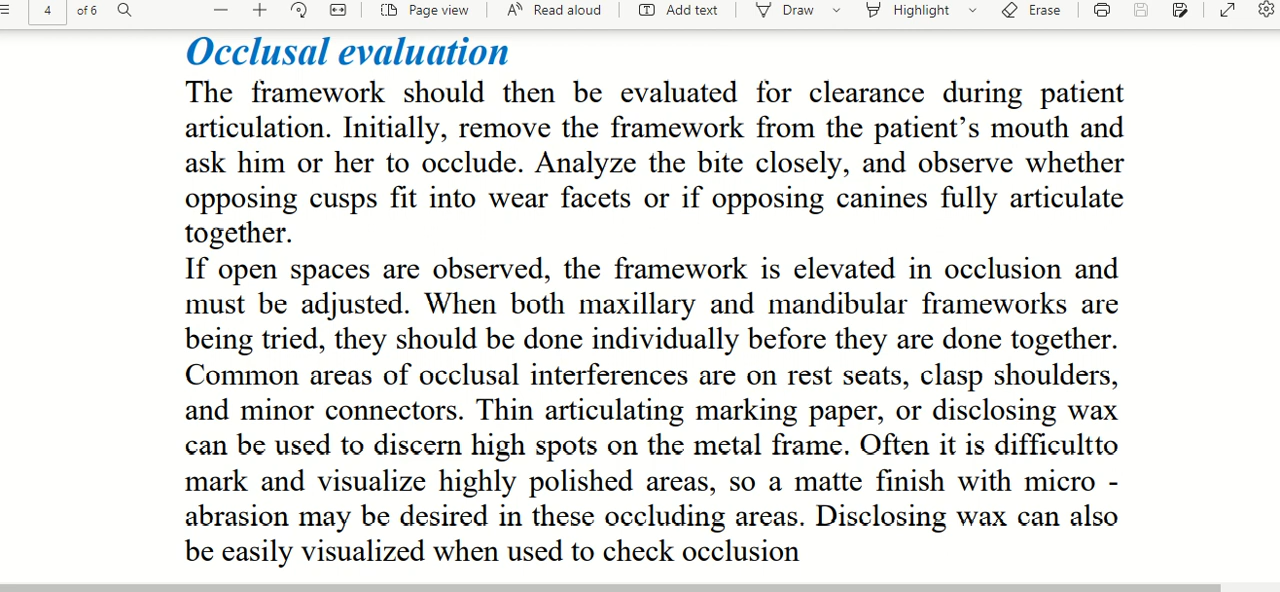 4 of 6 Page view Read aloud Add text Draw Highlight Erase
Occlusal evaluation
The framework should then be evaluated for clearance during patient
articulation. Initially, remove the framework from the patient’s mouth and
ask him or her to occlude. Analyze the bite closely, and observe whether
opposing cusps fit into wear facets or if opposing canines fully articulate
together.
If open spaces are observed, the framework is elevated in occlusion and
must be adjusted. When both maxillary and mandibular frameworks are
being tried, they should be done individually before they are done together.
Common areas of occlusal interferences are on rest seats, clasp shoulders,
and minor connectors. Thin articulating marking paper, or disclosing wax
can be used to discern high spots on the metal frame. Often it is difficultto
mark and visualize highly polished areas, so a matte finish with micro -
abrasion may be desired in these occluding areas. Disclosing wax can also
be easily visualized when used to check occlusion